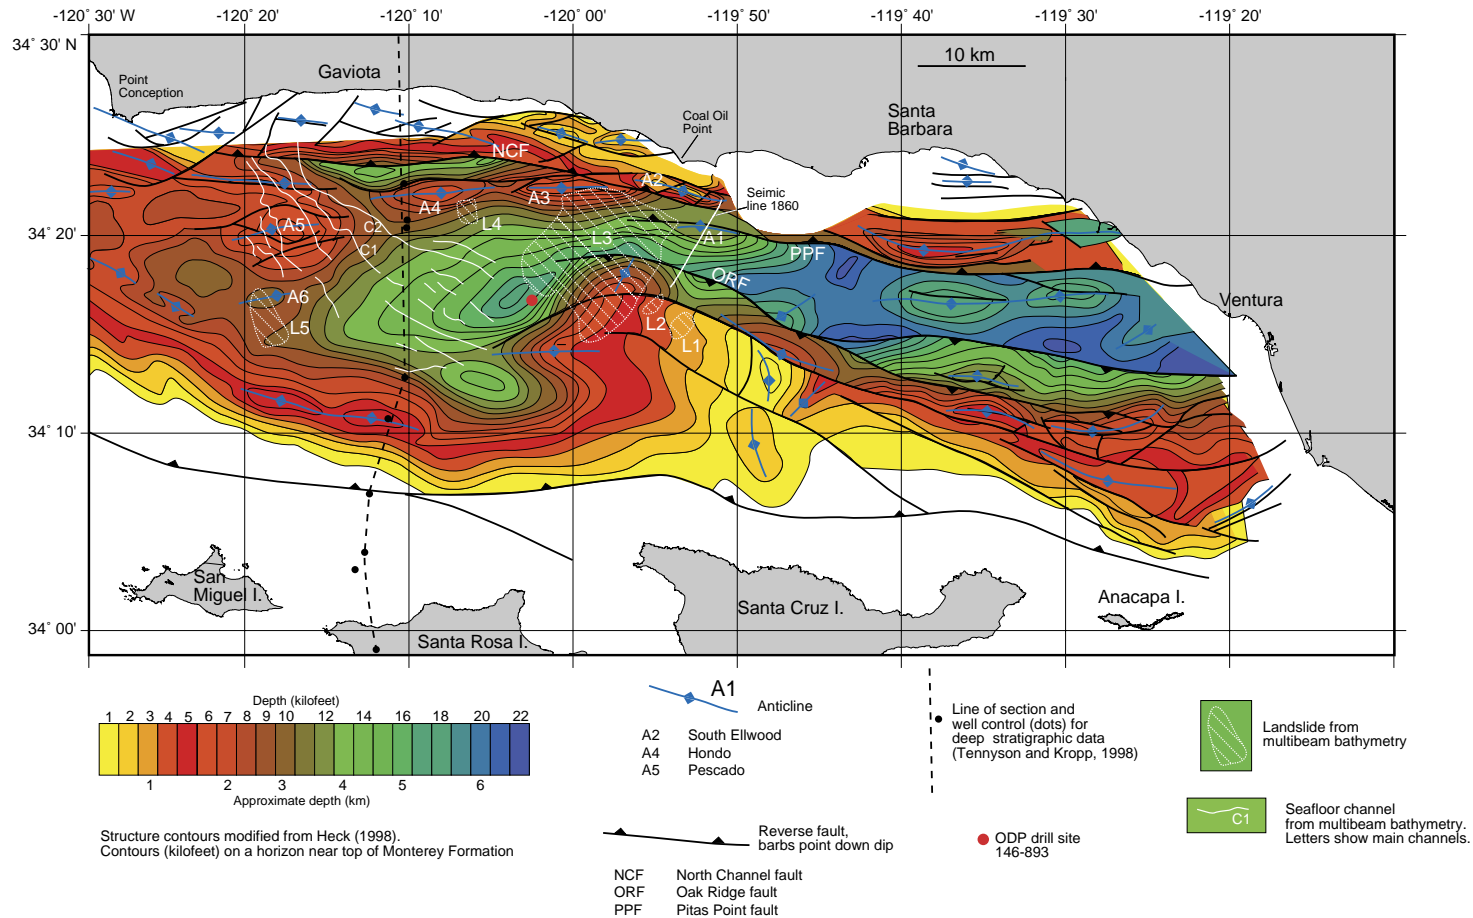 -120˚ 30' W
-120˚ 20'
-120˚ 10'
-120˚ 00'
-119˚ 50'
-119˚ 40'
-119˚ 30'
-119˚ 20'
34˚ 30' N
34˚ 20'
34˚ 10'
34˚ 00'
Point
Conception
Gaviota
10 km
Coal Oil
Point
Santa
Barbara
NCF
A2
A3
A4
Seimic
line 1860
L4
A5
C2
C1
L3
A1
PPF
ORF
A6
L5
L2
L1
Ventura
San
Miguel I.
Santa Rosa I.
Santa Cruz I.
Anacapa I.
Depth (kilofeet)
1 2 3 4 5 6 7 8 9 10 12 14 16 18 20 22
1 2 3 4 5 6
Approximate depth (km)
Structure contours modified from Heck (1998).
Contours (kilofeet) on a horizon near top of Monterey Formation
A1
Anticline
A2 South Ellwood
A4 Hondo
A5 Pescado
Reverse fault,
barbs point down dip
NCF North Channel fault
ORF Oak Ridge fault
PPF Pitas Point fault
Line of section and
well control (dots) for
deep stratigraphic data
(Tennyson and Kropp, 1998)
ODP drill site
146-893
Landslide from
multibeam bathymetry
C1
Seafloor channel
from multibeam bathymetry.
Letters show main channels.